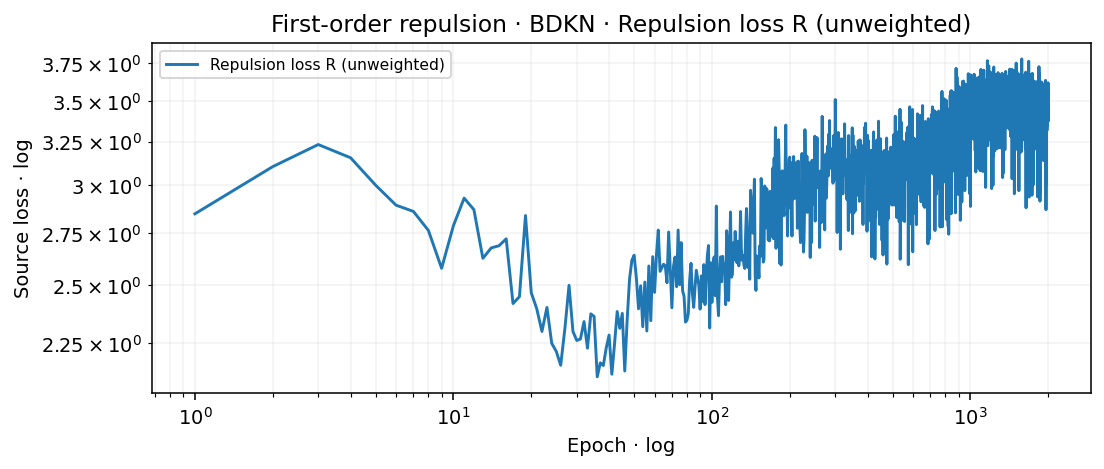 First-order repulsion · BDKN · Repulsion loss R (unweighted)
Repulsion loss R (unweighted)
Source loss · log
3.75 × 10⁰
3.5 × 10⁰
3.25 × 10⁰
3 × 10⁰
2.75 × 10⁰
2.5 × 10⁰
2.25 × 10⁰
10⁰ 10¹ 10² 10³
Epoch · log